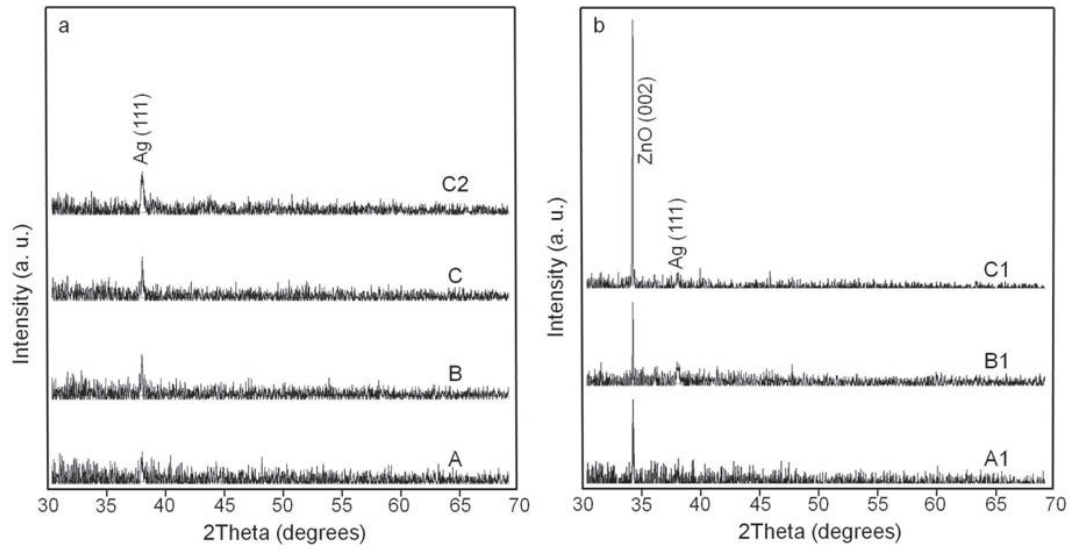 a
Ag (111)
C2
C
B
A
Intensity (a. u.)
30 35 40 45 50 55 60 65 70
2Theta (degrees)
b
ZnO (002)
Ag (111)
C1
B1
A1
Intensity (a. u.)
30 35 40 45 50 55 60 65 70
2Theta (degrees)